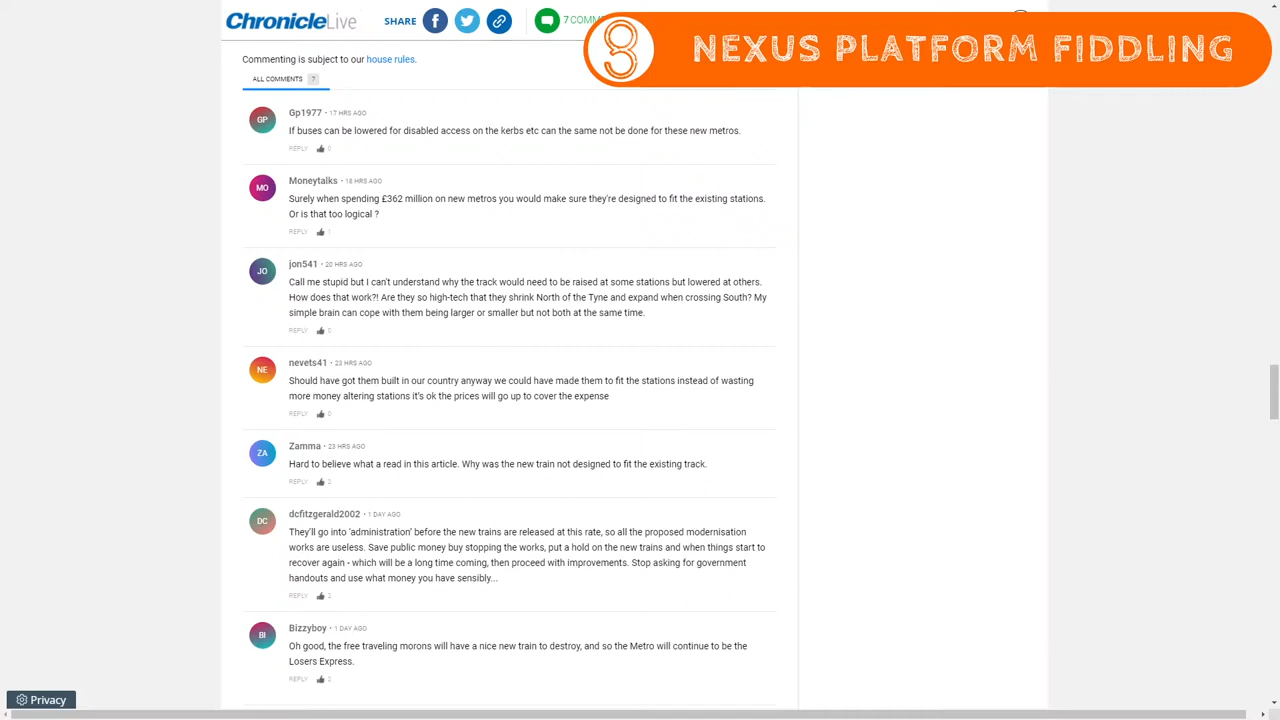 ChronicleLive
SHARE
7 COMM
3
NEXUS PLATFORM FIDDLING
Commenting is subject to our house rules.
ALL COMMENTS 7
GP
Gp1977 • 17 HRS AGO
If buses can be lowered for disabled access on the kerbs etc can the same not be done for these new metros.
REPLY 0
MO
Moneytalks • 18 HRS AGO
Surely when spending £362 million on new metros you would make sure they're designed to fit the existing stations.
Or is that too logical ?
REPLY 1
JO
jon541 • 20 HRS AGO
Call me stupid but I can't understand why the track would need to be raised at some stations but lowered at others.
How does that work?! Are they so high-tech that they shrink North of the Tyne and expand when crossing South? My
simple brain can cope with them being larger or smaller but not both at the same time.
REPLY 0
NE
nevets41 • 23 HRS AGO
Should have got them built in our country anyway we could have made them to fit the stations instead of wasting
more money altering stations it's ok the prices will go up to cover the expense
REPLY 0
ZA
Zamma • 23 HRS AGO
Hard to believe what a read in this article. Why was the new train not designed to fit the existing track.
REPLY 2
DC
dcfitzgerald2002 • 1 DAY AGO
They'll go into 'administration' before the new trains are released at this rate, so all the proposed modernisation
works are useless. Save public money buy stopping the works, put a hold on the new trains and when things start to
recover again - which will be a long time coming, then proceed with improvements. Stop asking for government
handouts and use what money you have sensibly...
REPLY 2
BI
Bizzyboy • 1 DAY AGO
Oh good, the free traveling morons will have a nice new train to destroy, and so the Metro will continue to be the
Losers Express.
REPLY 2
Privacy